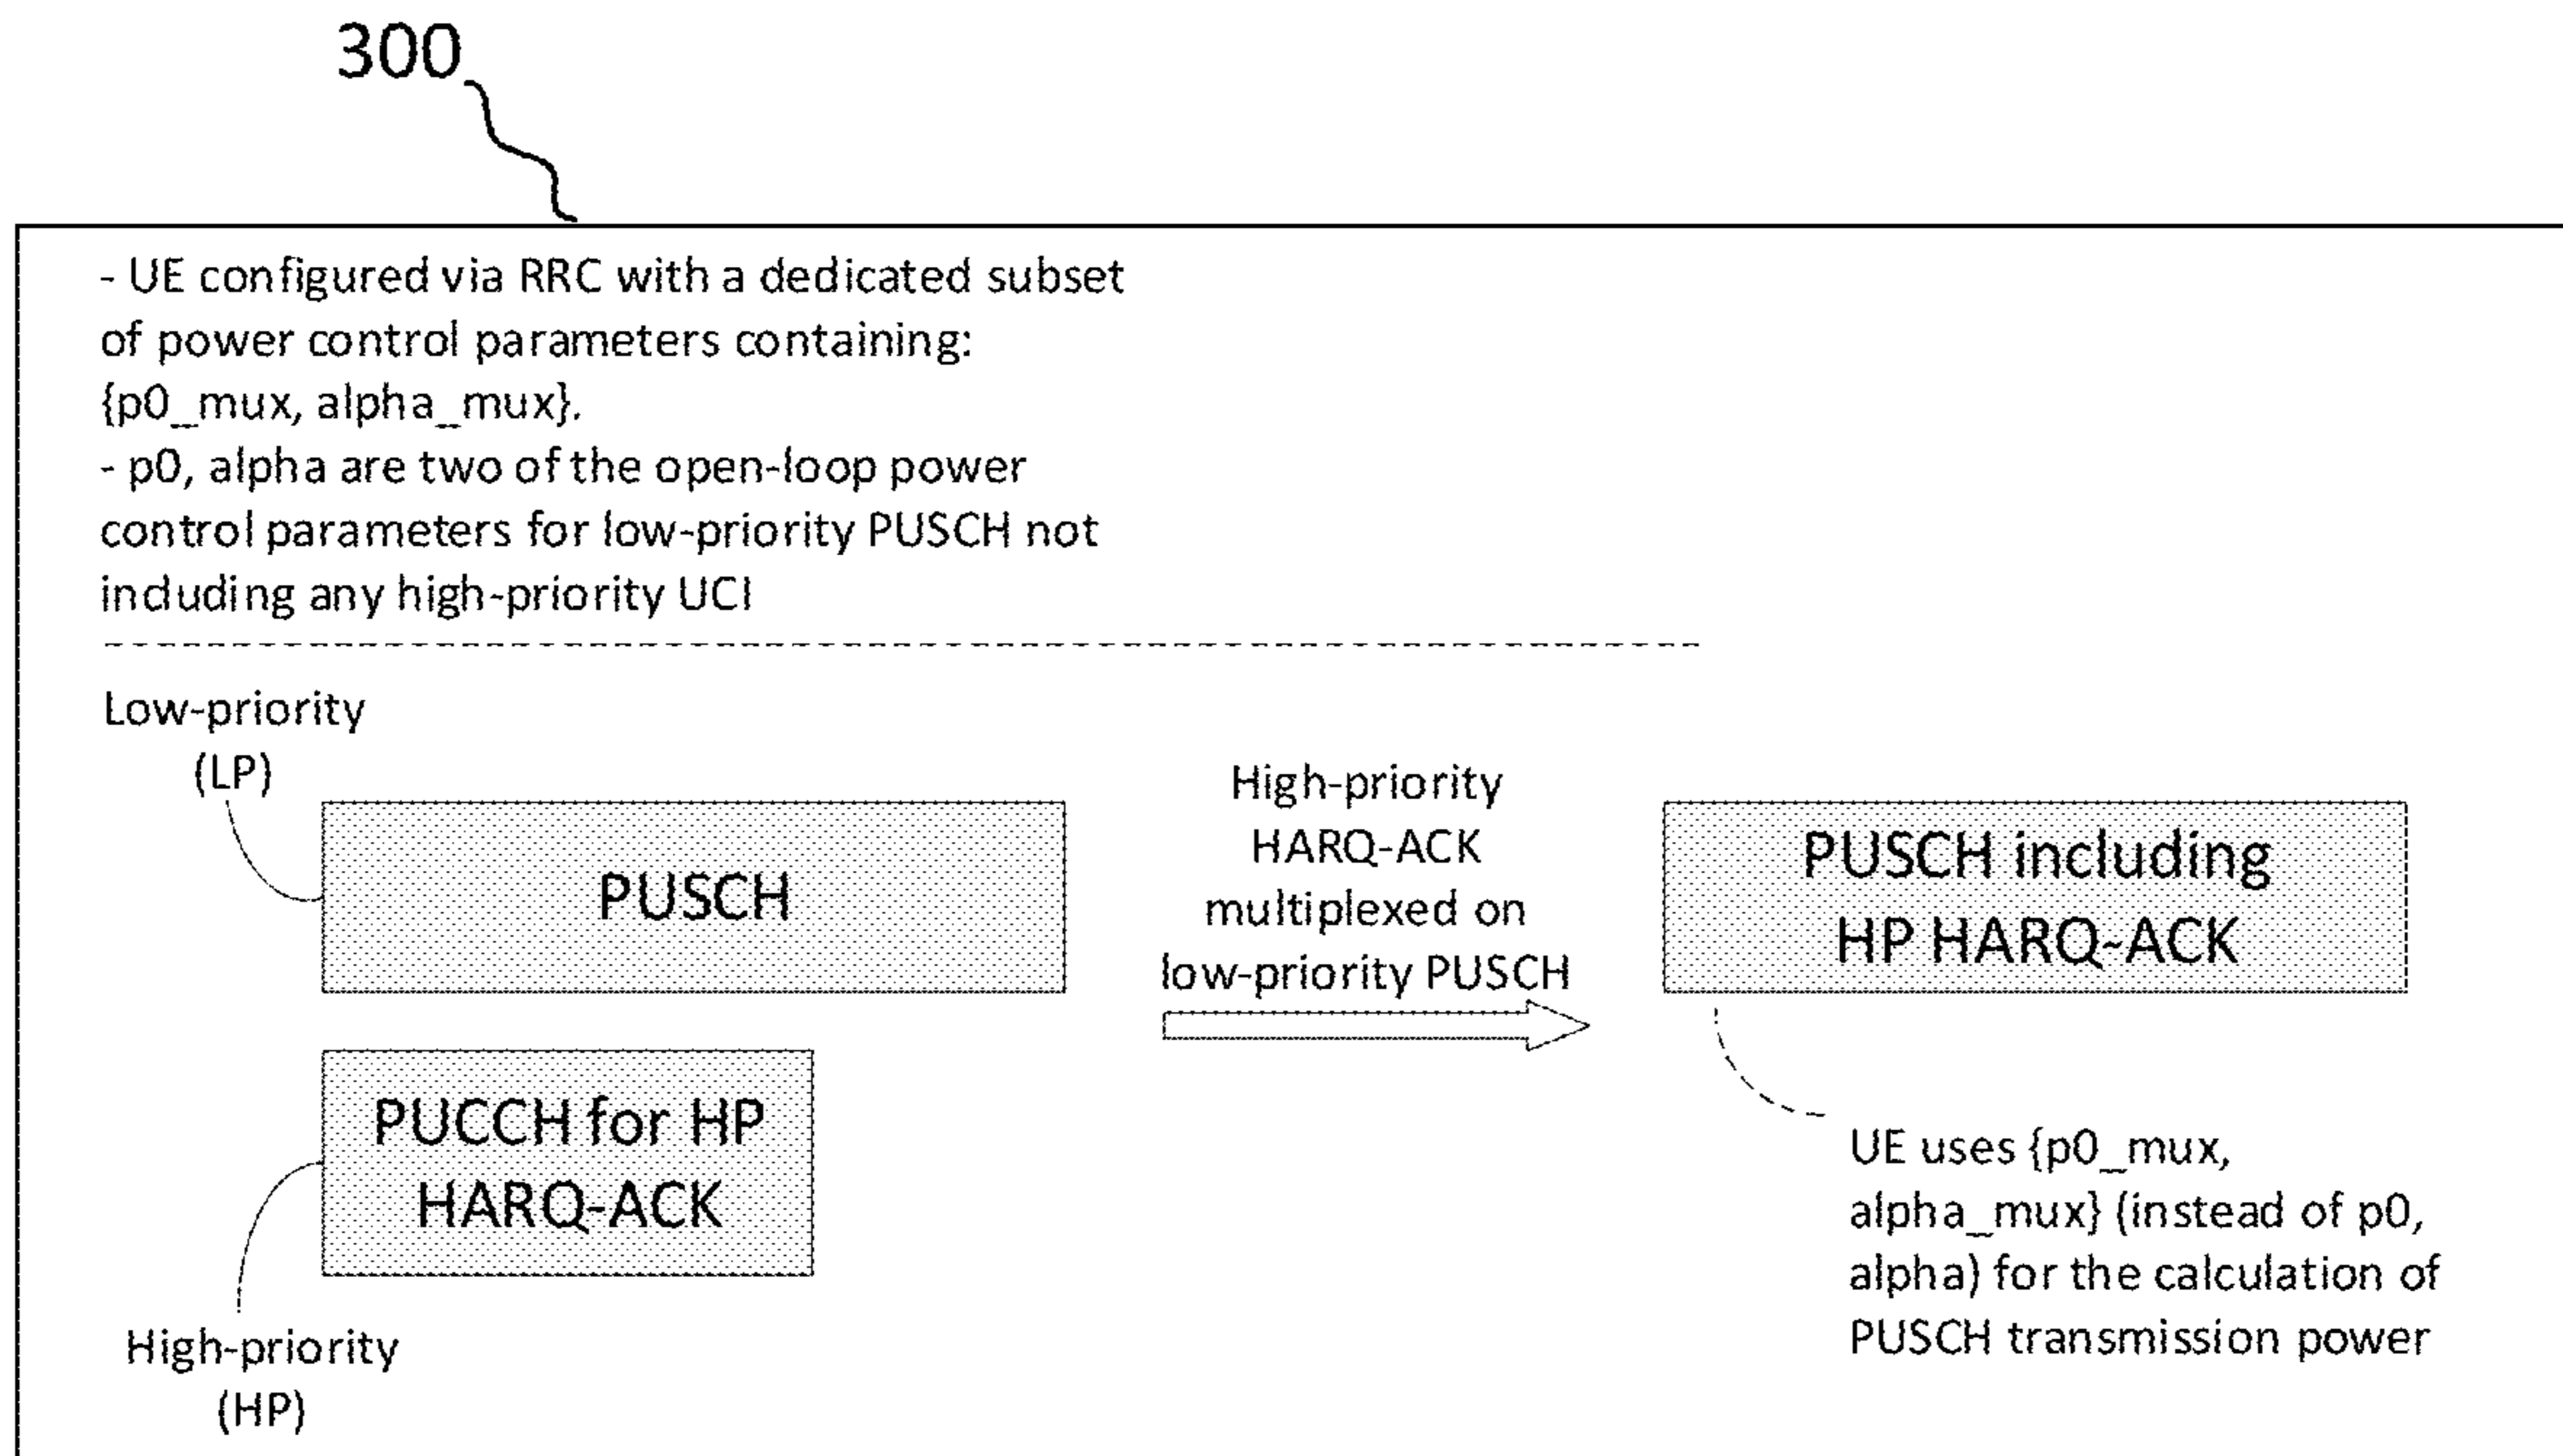 300
- UE configured via RRC with a dedicated subset
of power control parameters containing:
{p0_mux, alpha_mux}.
- p0, alpha are two of the open-loop power
control parameters for low-priority PUSCH not
including any high-priority UCI
Low-priority
(LP)
PUSCH
PUCCH for HP
HARQ-ACK
High-priority
(HP)
High-priority
HARQ-ACK
multiplexed on
low-priority PUSCH
PUSCH including
HP HARQ-ACK
UE uses {p0_mux,
alpha_mux} (instead of p0,
alpha) for the calculation of
PUSCH transmission power